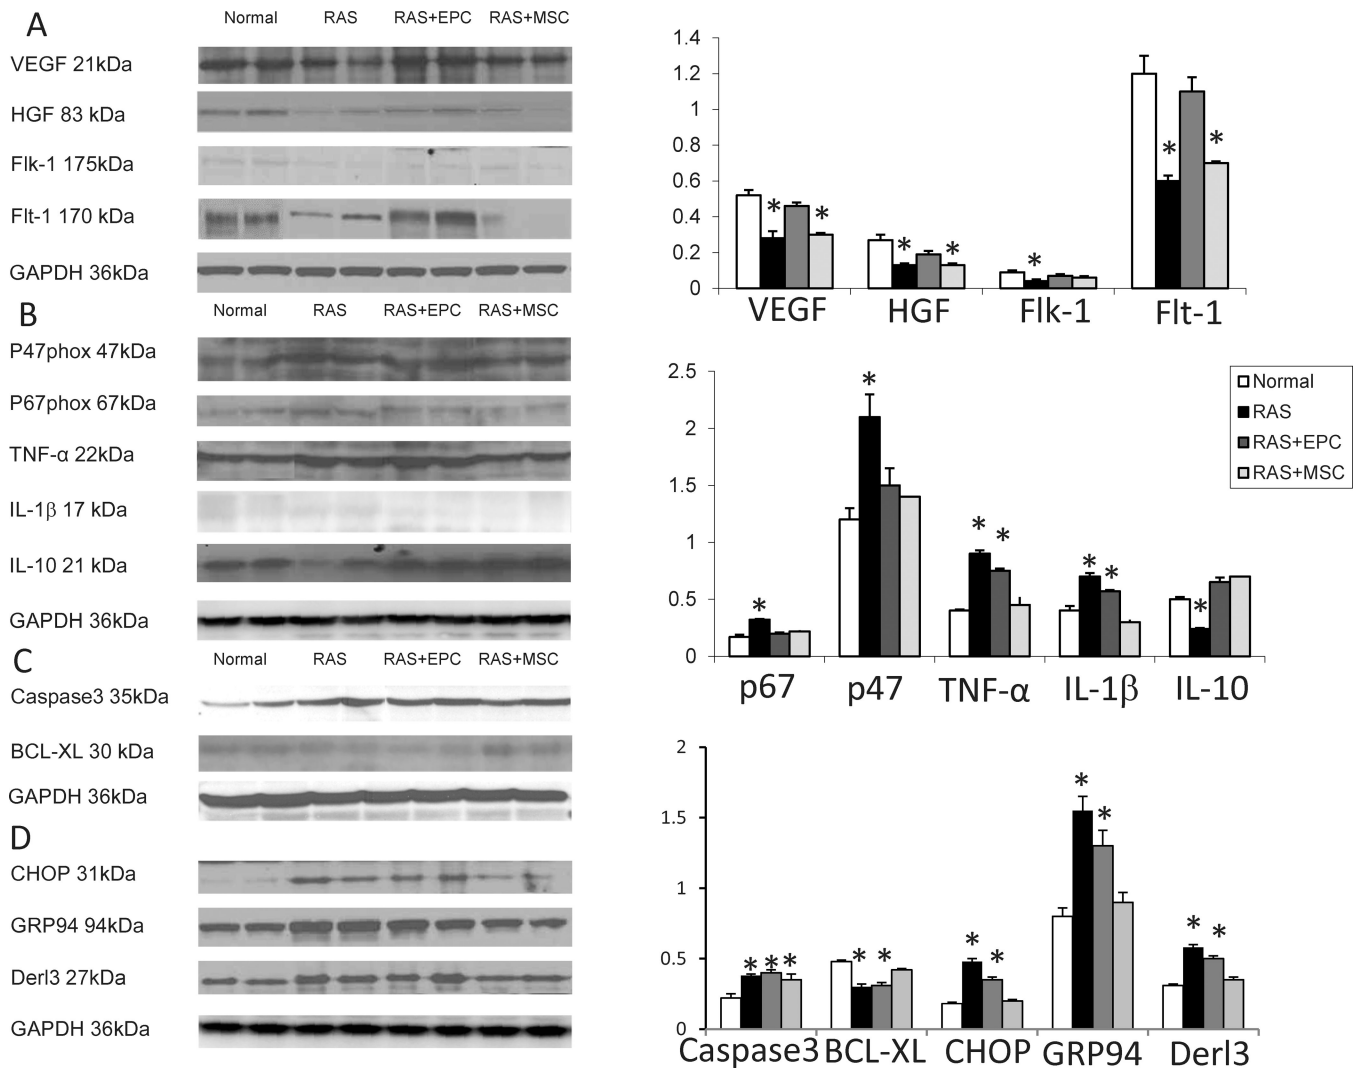 A
Normal RAS RAS+EPC RAS+MSC
VEGF 21kDa
HGF 83 kDa
Flk-1 175kDa
Flt-1 170 kDa
GAPDH 36kDa
1.4
1.2
1
0.8
0.6
0.4
0.2
0
* * * * * * *
VEGF HGF Flk-1 Flt-1
B
Normal RAS RAS+EPC RAS+MSC
P47phox 47kDa
P67phox 67kDa
TNF-α 22kDa
IL-1β 17 kDa
IL-10 21 kDa
GAPDH 36kDa
2.5
2
1.5
1
0.5
0
* * * * * * *
p67 p47 TNF-α IL-1β IL-10
Normal
RAS
RAS+EPC
RAS+MSC
C
Normal RAS RAS+EPC RAS+MSC
Caspase3 35kDa
BCL-XL 30 kDa
GAPDH 36kDa
D
CHOP 31kDa
GRP94 94kDa
Derl3 27kDa
GAPDH 36kDa
2
1.5
1
0.5
0
* * * * * * * * * * *
Caspase3 BCL-XL CHOP GRP94 Derl3